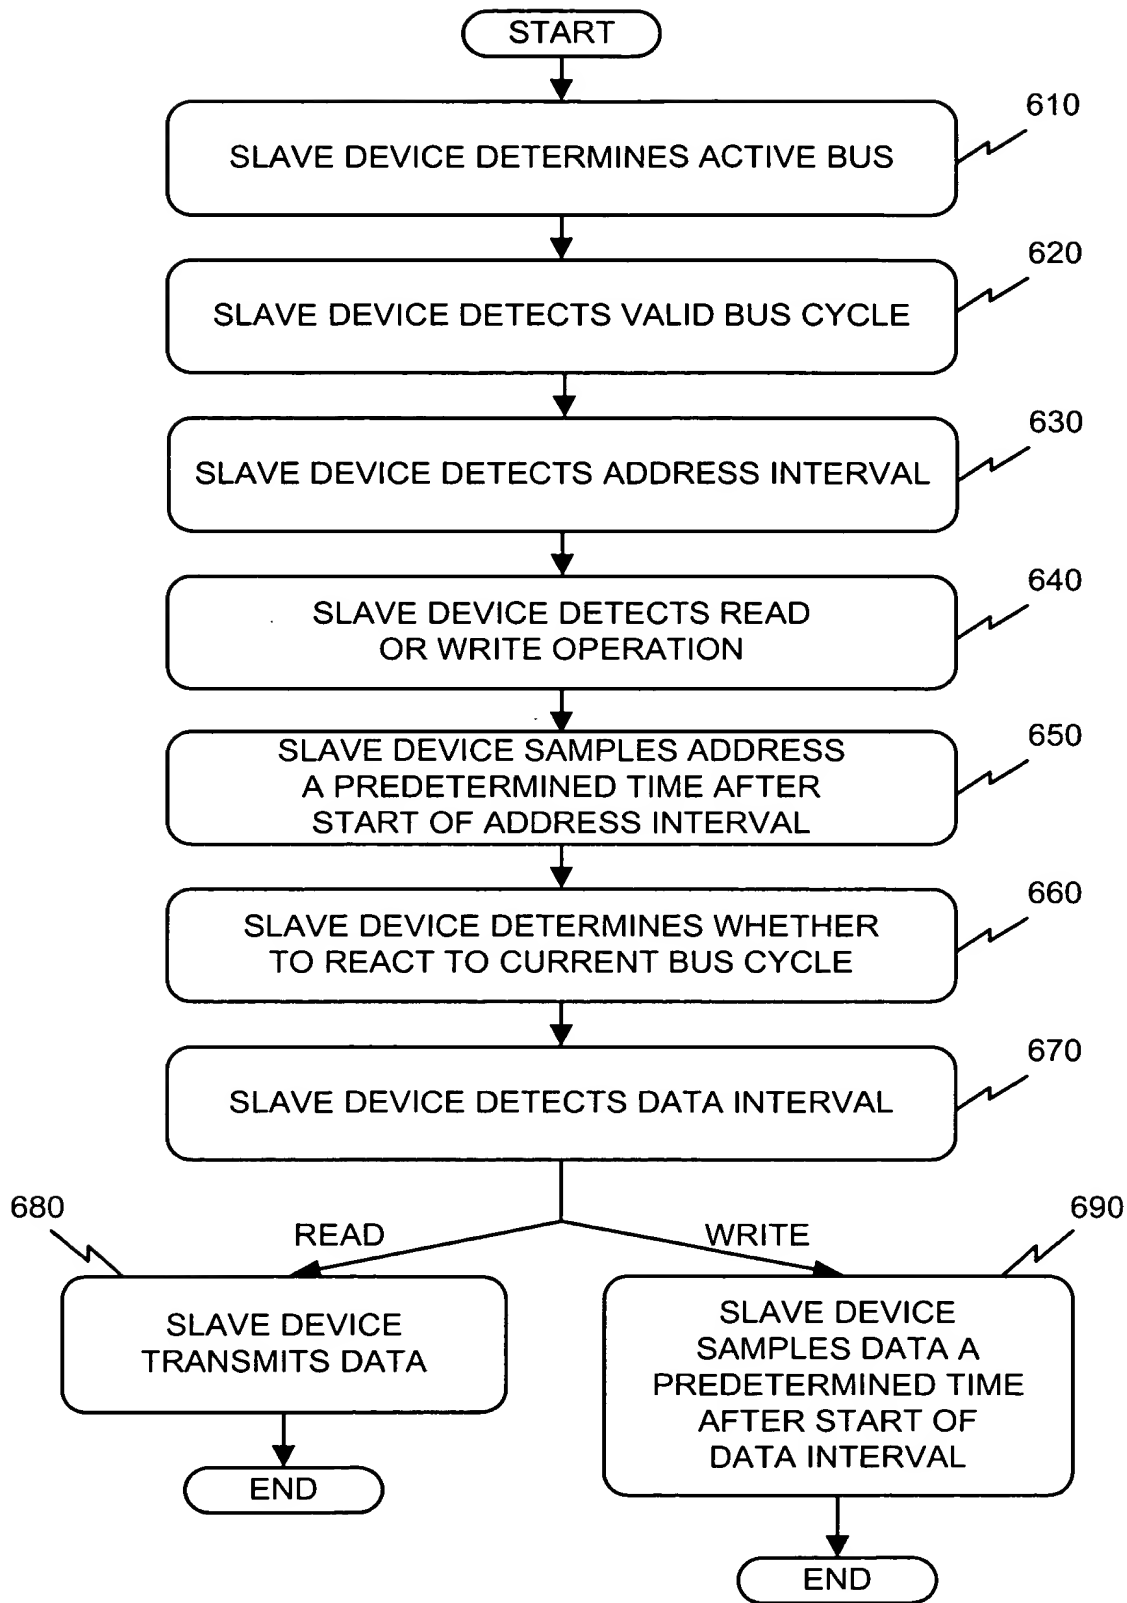 START
SLAVE DEVICE DETERMINES ACTIVE BUS
610
SLAVE DEVICE DETECTS VALID BUS CYCLE
620
SLAVE DEVICE DETECTS ADDRESS INTERVAL
630
SLAVE DEVICE DETECTS READ
OR WRITE OPERATION
640
SLAVE DEVICE SAMPLES ADDRESS
A PREDETERMINED TIME AFTER
START OF ADDRESS INTERVAL
650
SLAVE DEVICE DETERMINES WHETHER
TO REACT TO CURRENT BUS CYCLE
660
SLAVE DEVICE DETECTS DATA INTERVAL
670
READ
WRITE
680
SLAVE DEVICE
TRANSMITS DATA
END
690
SLAVE DEVICE
SAMPLES DATA A
PREDETERMINED TIME
AFTER START OF
DATA INTERVAL
END